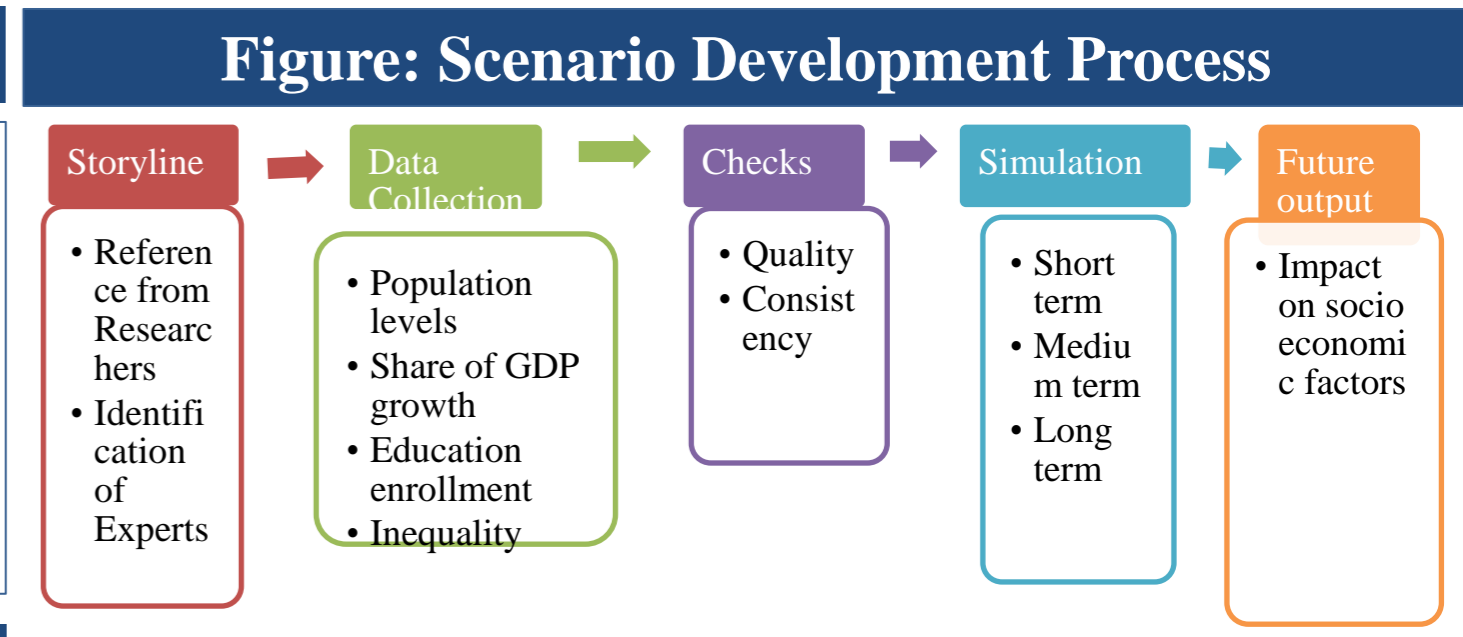 Figure: Scenario Development Process
Storyline
• Referen
ce from
Researc
hers
• Identifi
cation
of
Experts
Data
Collection
• Population
levels
• Share of GDP
growth
• Education
enrollment
• Inequality
Checks
• Quality
• Consist
ency
Simulation
• Short
term
• Mediu
m term
• Long
term
Future
output
• Impact
on socio
economi
c factors